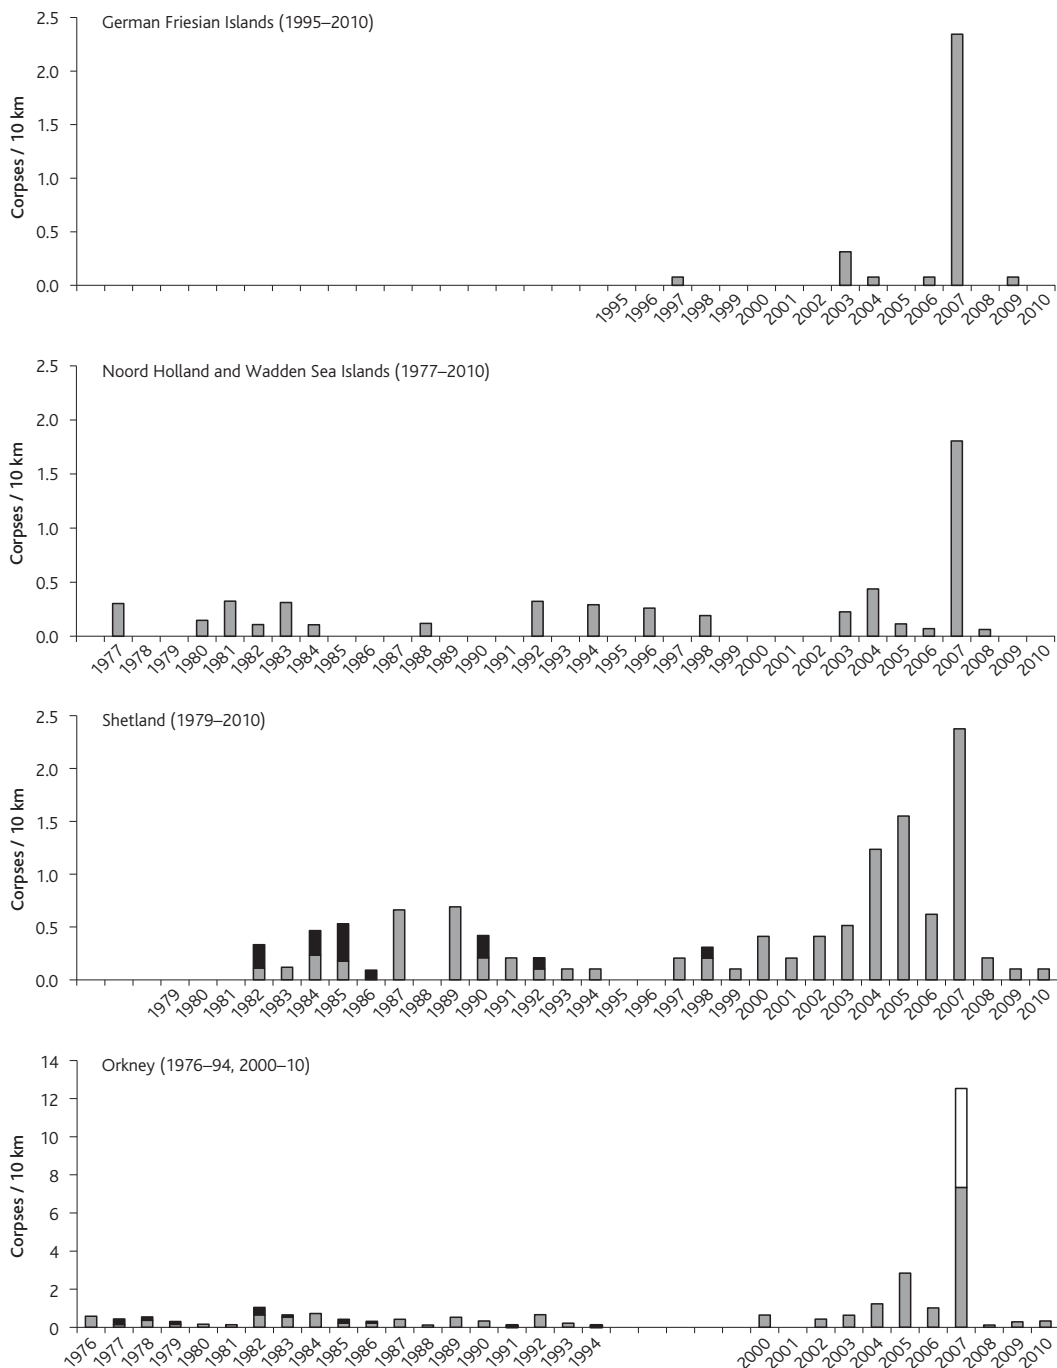 German Friesian Islands (1995–2010)
Corpses / 10 km
2.5
2.0
1.5
1.0
0.5
0.0
1995 1996 1997 1998 1999 2000 2001 2002 2003 2004 2005 2006 2007 2008 2009 2010
Noord Holland and Wadden Sea Islands (1977–2010)
Corpses / 10 km
2.5
2.0
1.5
1.0
0.5
0.0
1977 1978 1979 1980 1981 1982 1983 1984 1985 1986 1987 1988 1989 1990 1991 1992 1993 1994 1995 1996 1997 1998 1999 2000 2001 2002 2003 2004 2005 2006 2007 2008 2009 2010
Shetland (1979–2010)
Corpses / 10 km
2.5
2.0
1.5
1.0
0.5
0.0
1979 1980 1981 1982 1983 1984 1985 1986 1987 1988 1989 1990 1991 1992 1993 1994 1995 1996 1997 1998 1999 2000 2001 2002 2003 2004 2005 2006 2007 2008 2009 2010
Orkney (1976–94, 2000–10)
Corpses / 10 km
14
12
10
8
6
4
2
0
1976 1977 1978 1979 1980 1981 1982 1983 1984 1985 1986 1987 1988 1989 1990 1991 1992 1993 1994 2000 2001 2002 2003 2004 2005 2006 2007 2008 2009 2010